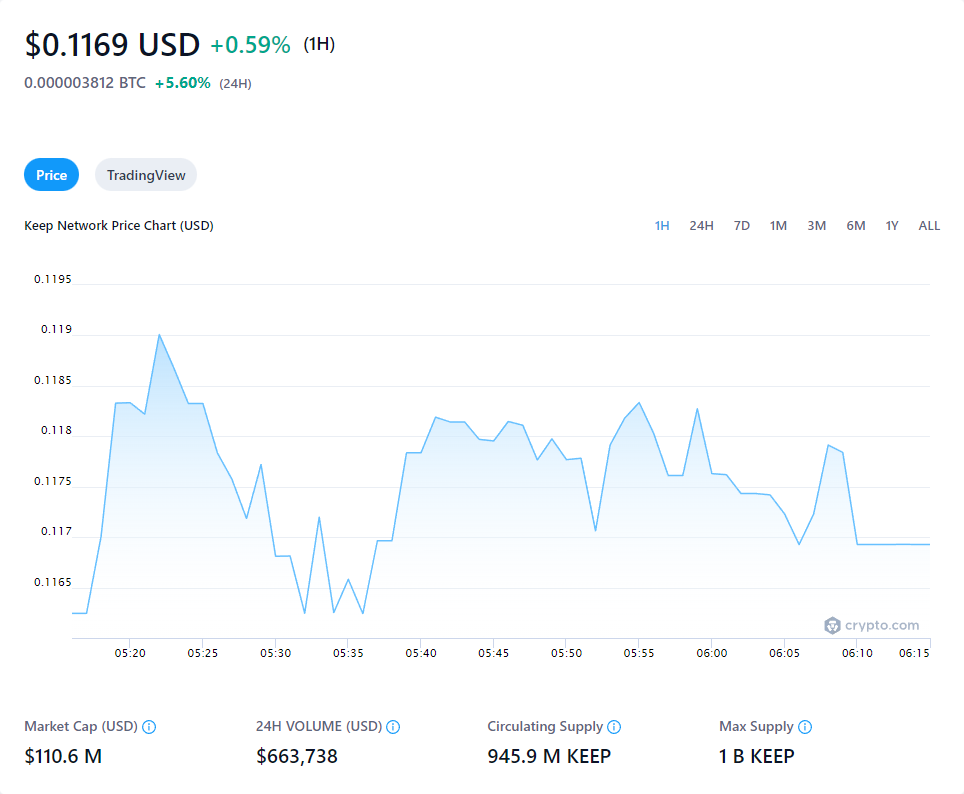 $0.1169 USD +0.59% (1H)
0.000003812 BTC +5.60% (24H)
Price TradingView
Keep Network Price Chart (USD) 1H 24H 7D 1M 3M 6M 1Y ALL
0.1195
0.119
0.1185
0.118
0.1175
0.117
0.1165
crypto.com
05:20 05:25 05:30 05:35 05:40 05:45 05:50 05:55 06:00 06:05 06:10 06:15
Market Cap (USD) 24H VOLUME (USD) Circulating Supply Max Supply
$110.6 M $663,738 945.9 M KEEP 1 B KEEP